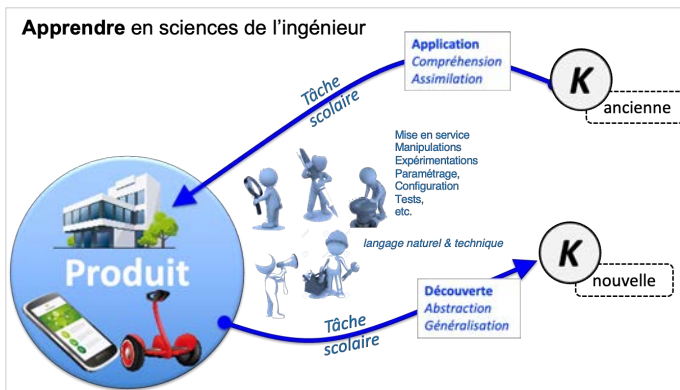 Apprendre en sciences de l'ingénieur
Application
Compréhension
Assimilation
K
ancienne
Tâche
scolaire
Mise en service
Manipulations
Expérimentations
Paramétrage,
Configuration
Tests,
etc.
langage naturel & technique
Produit
K
nouvelle
Découverte
Abstraction
Généralisation
Tâche
scolaire